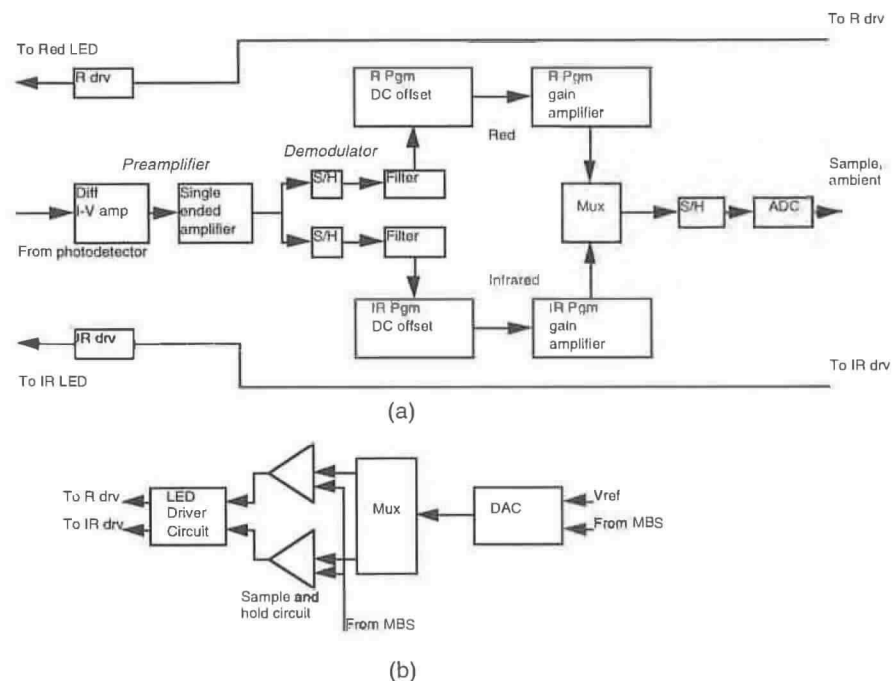 To R drv
To Red LED
R drv
R Pgm
DC offset
R Pgm
gain
amplifier
Red
Preamplifier
Demodulator
Sample,
ambient
Diff
I-V amp
Single
ended
amplifier
S/H
Filter
Mux
S/H
ADC
From photodetector
S/H
Filter
Infrared
IR Pgm
DC offset
IR Pgm
gain
amplifier
IR drv
To IR LED
To IR drv
(a)
To R drv
To IR drv
LED
Driver
Circuit
Mux
DAC
Vref
From MBS
Sample and
hold circuit
From MBS
(b)